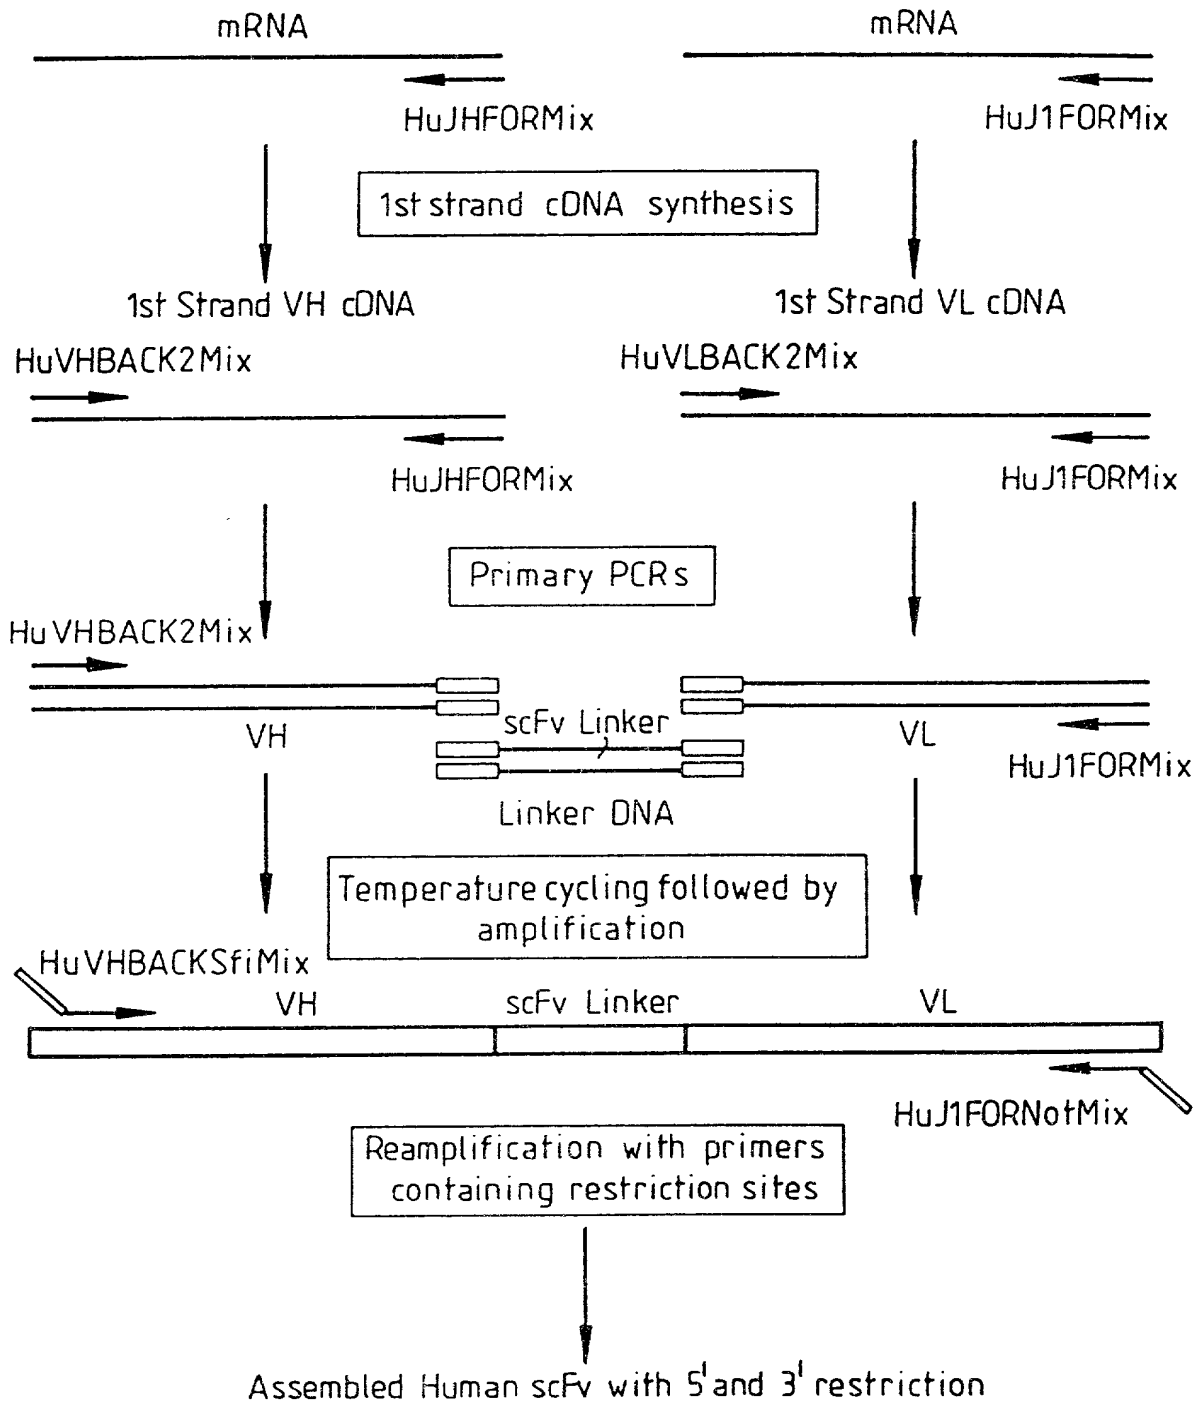 mRNA
mRNA
HuJHFORMix
HuJ1FORMix
1st strand cDNA synthesis
1st Strand VH cDNA
1st Strand VL cDNA
HuVHBACK2Mix
HuVLBACK2Mix
HuJHFORMix
HuJ1FORMix
Primary PCRs
HuVHBACK2Mix
scFv Linker
VH
VL
HuJ1FORMix
Linker DNA
Temperature cycling followed by
amplification
HuVHBACKSfiMix
VH
scFv Linker
VL
HuJ1FORNotMix
Reamplification with primers
containing restriction sites
Assembled Human scFv with 5' and 3' restriction